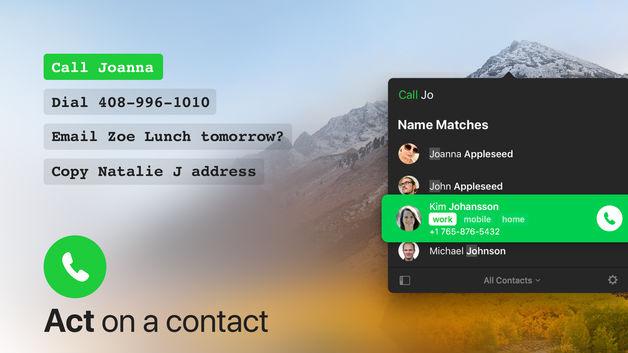 Call Joanna
Dial 408-996-1010
Email Zoe Lunch tomorrow?
Copy Natalie J address
Act on a contact
Call Jo
Name Matches
Joanna Appleseed
John Appleseed
Kim Johansson
work mobile home
+1 765-876-5432
Michael Johnson
All Contacts